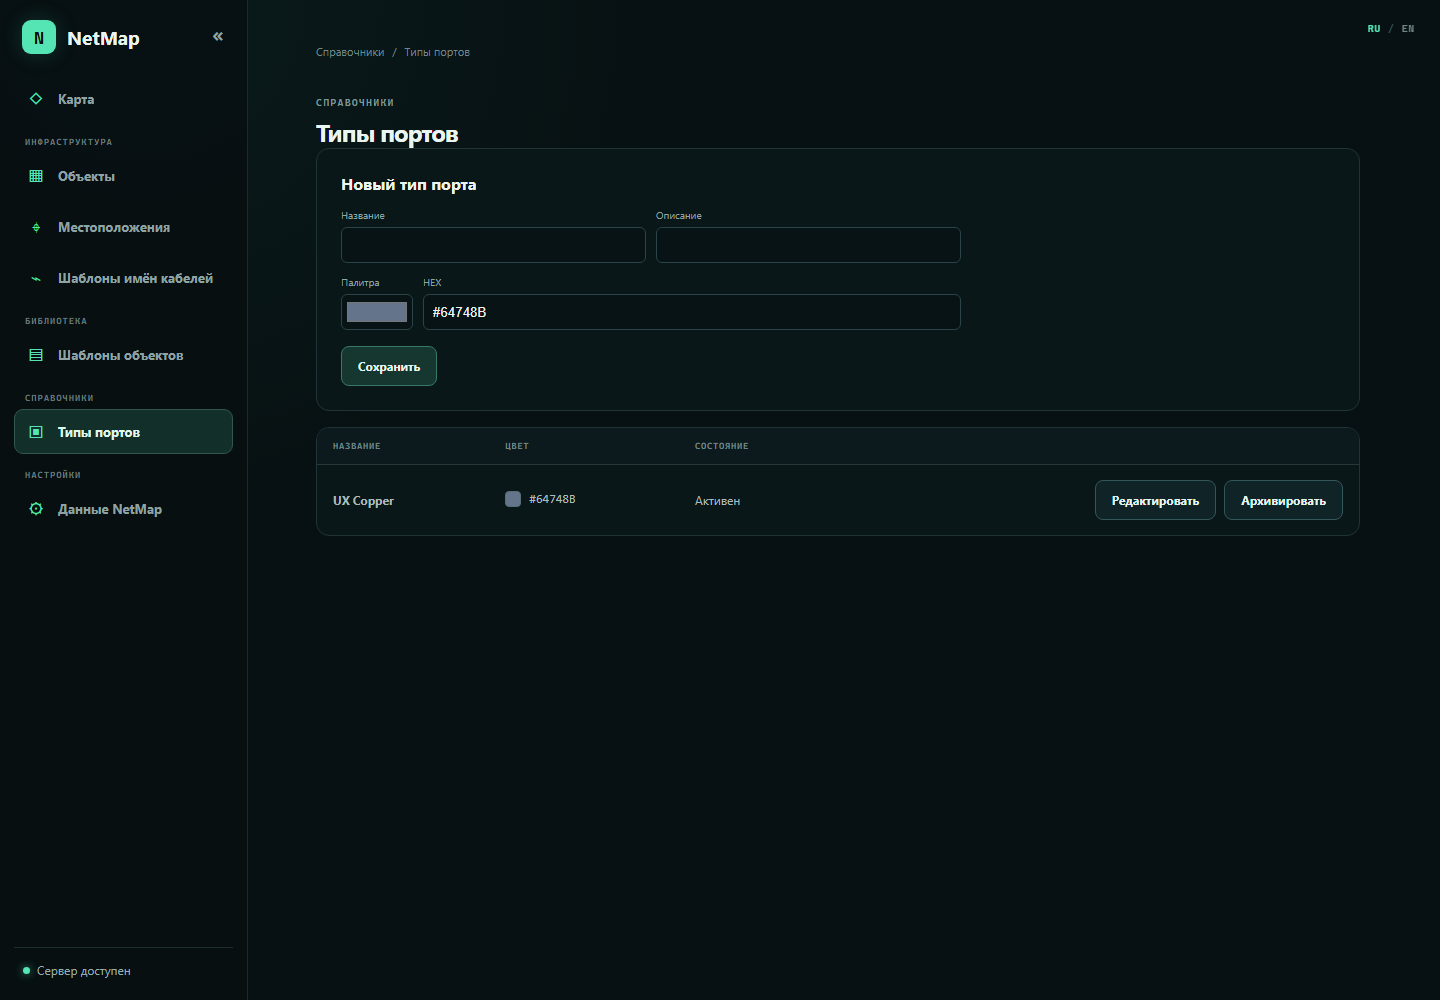 N NetMap «
Карта
ИНФРАСТРУКТУРА
Объекты
Местоположения
Шаблоны имён кабелей
БИБЛИОТЕКА
Шаблоны объектов
СПРАВОЧНИКИ
Типы портов
НАСТРОЙКИ
Данные NetMap
Сервер доступен
RU / EN
Справочники / Типы портов
СПРАВОЧНИКИ
Типы портов
Новый тип порта
Название Описание
Палитра HEX
#64748B
Сохранить
НАЗВАНИЕ ЦВЕТ СОСТОЯНИЕ
UX Copper #64748B Активен Редактировать Архивировать